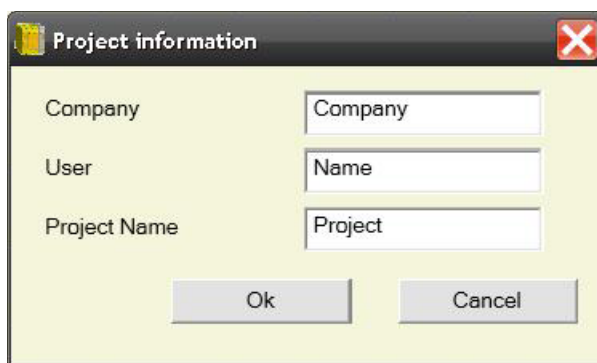 Project information
Company Company
User Name
Project Name Project
Ok Cancel